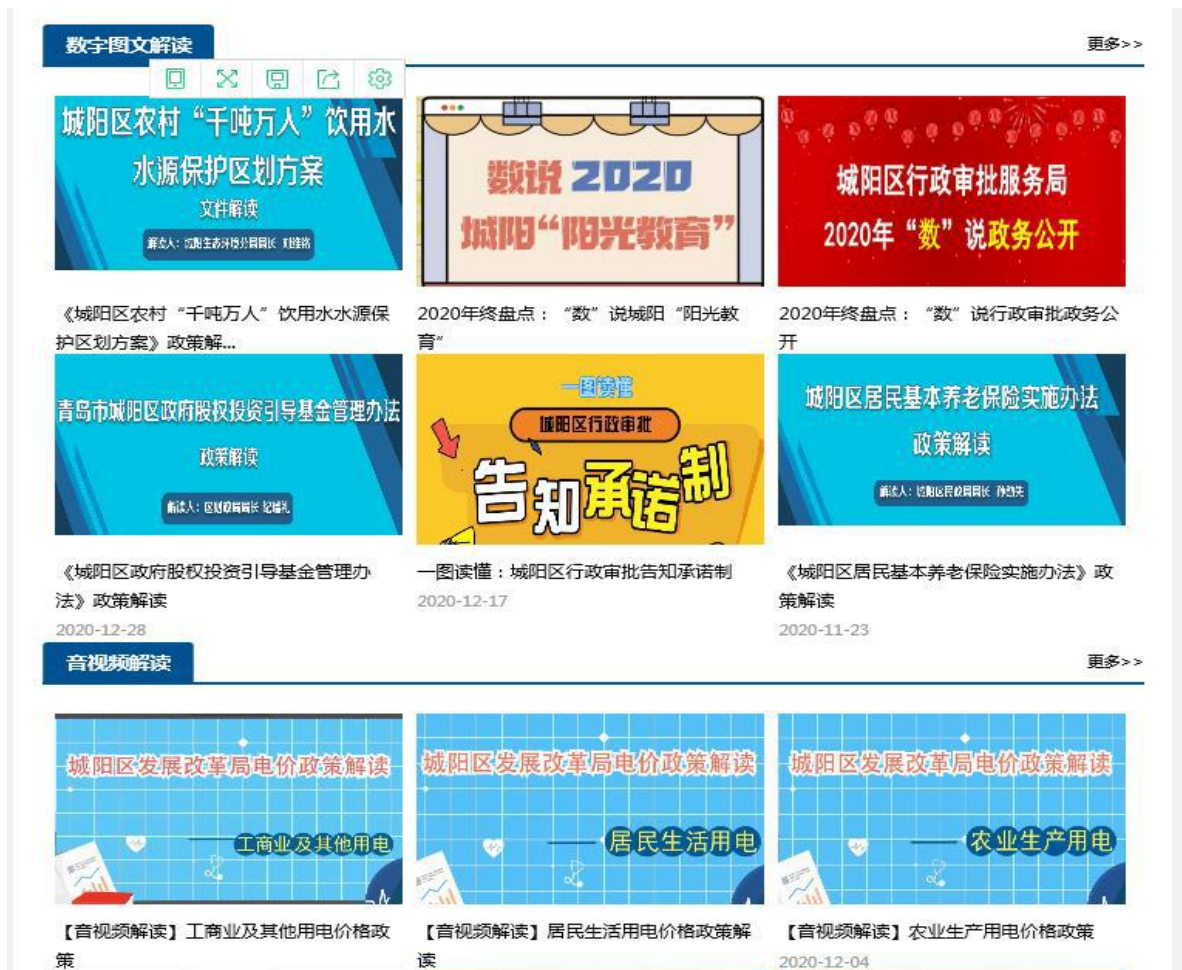 数字图文解读
更多>>
城阳区农村“千吨万人”饮用水
水源保护区划方案
文件解读
数说 2020
城阳“阳光教育”
城阳区行政审批服务局
2020年“数”说政务公开
《城阳区农村“千吨万人”饮用水水源保
护区划方案》政策解...
2020年终盘点：“数”说城阳“阳光教
育”
2020年终盘点：“数”说行政审批政务公
开
青岛市城阳区政府股权投资引导基金管理办法
政策解读
一图读懂
城阳区行政审批
告知承诺制
城阳区居民基本养老保险实施办法
政策解读
《城阳区政府股权投资引导基金管理办
法》政策解读
2020-12-28
一图读懂：城阳区行政审批告知承诺制
2020-12-17
《城阳区居民基本养老保险实施办法》政
策解读
2020-11-23
音视频解读
更多>>
城阳区发展改革局电价政策解读
工商业及其他用电
城阳区发展改革局电价政策解读
居民生活用电
城阳区发展改革局电价政策解读
农业生产用电
【音视频解读】工商业及其他用电价格政
策
【音视频解读】居民生活用电价格政策解
读
【音视频解读】农业生产用电价格政策
2020-12-04